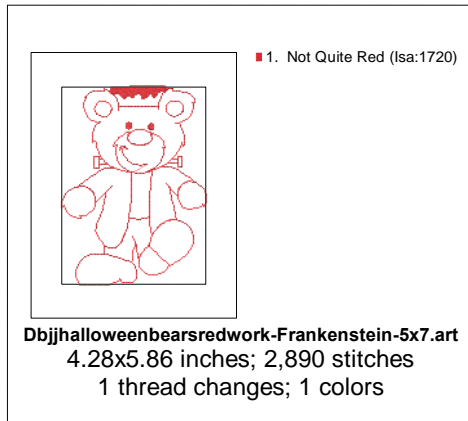 1. Not Quite Red (Isa:1720)
Dbjjhalloweenbearsredwork-Frankenstein-5x7.art
4.28x5.86 inches; 2,890 stitches
1 thread changes; 1 colors